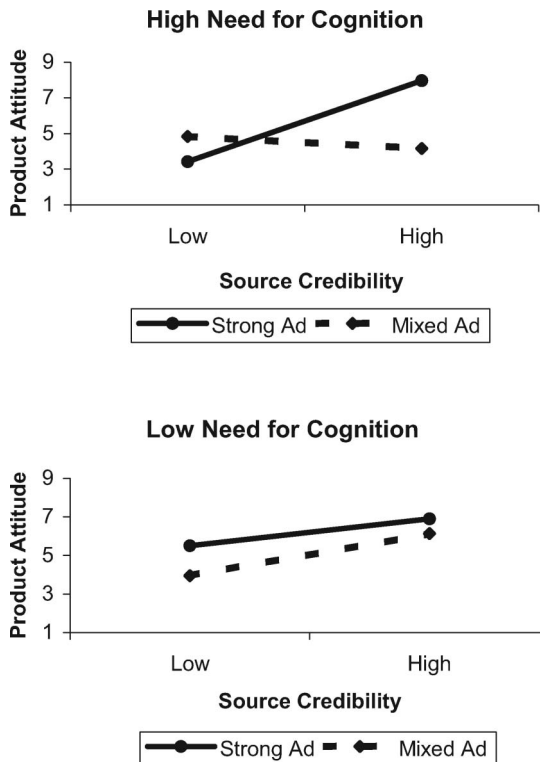 High Need for Cognition
Product Attitude
9
7
5
3
1
Low High
Source Credibility
Strong Ad Mixed Ad
Low Need for Cognition
Product Attitude
9
7
5
3
1
Low High
Source Credibility
Strong Ad Mixed Ad